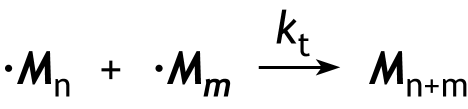 ·Mₙ + ·Mₘ kₜ⟶ Mₙ₊ₘ